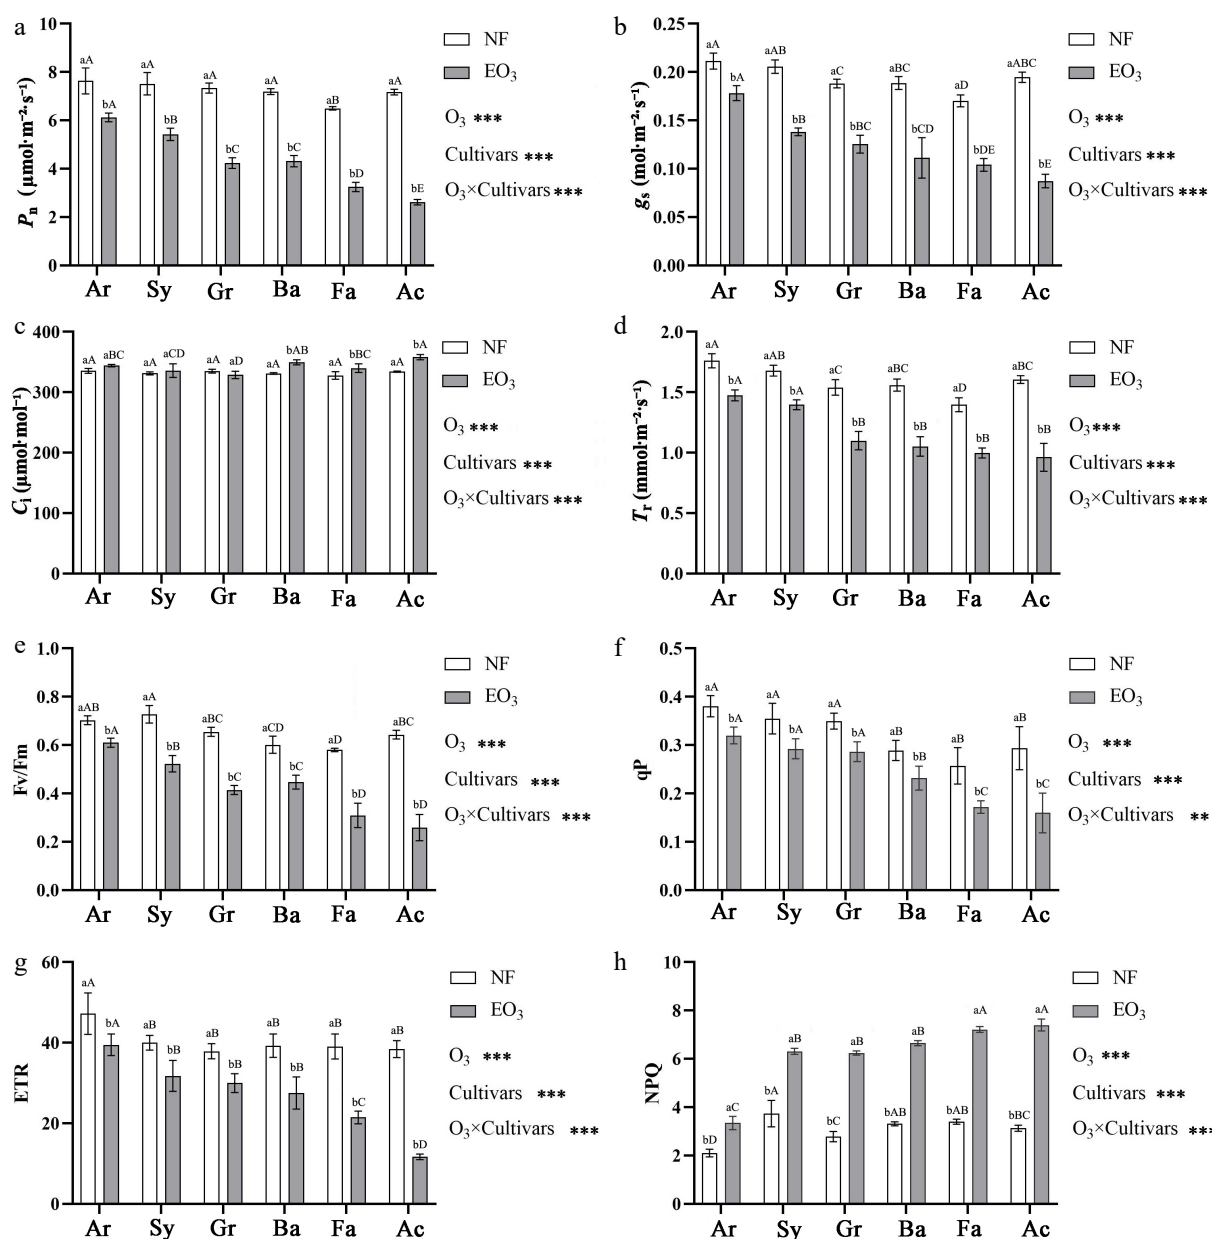 a
10
8
6
4
2
0
Pn (μmol·m⁻²·s⁻¹)
aA bA aA bB aA bC aA bC aB bD aA bE
Ar Sy Gr Ba Fa Ac
NF
EO₃
O₃ ***
Cultivars ***
O₃×Cultivars ***
b
0.25
0.20
0.15
0.10
0.05
0.00
gs (mol·m⁻²·s⁻¹)
aA bA aAB bB aC bBC aBC bCD aD bDE aABC bE
Ar Sy Gr Ba Fa Ac
NF
EO₃
O₃ ***
Cultivars ***
O₃×Cultivars ***
c
400
300
200
100
0
Ci (μmol·mol⁻¹)
aA aBC aA aCD aA aD aA bAB aA bBC aA bA
Ar Sy Gr Ba Fa Ac
NF
EO₃
O₃ ***
Cultivars ***
O₃×Cultivars ***
d
2.0
1.5
1.0
0.5
0.0
Tr (mmol·m⁻²·s⁻¹)
aA bA aAB bA aC bB aBC bB aD bB aBC bB
Ar Sy Gr Ba Fa Ac
NF
EO₃
O₃***
Cultivars ***
O₃×Cultivars ***
e
1.0
0.8
0.6
0.4
0.2
0.0
Fv/Fm
aAB bA aA bB aBC bC aCD bC aD bD aBC bD
Ar Sy Gr Ba Fa Ac
NF
EO₃
O₃ ***
Cultivars ***
O₃×Cultivars ***
f
0.5
0.4
0.3
0.2
0.1
0.0
qP
aA bA aA bA aA bA aB bB aB bC aB bC
Ar Sy Gr Ba Fa Ac
NF
EO₃
O₃ ***
Cultivars ***
O₃×Cultivars **
g
60
40
20
0
ETR
aA bA aB bB aB bB aB bB aB bC aB bD
Ar Sy Gr Ba Fa Ac
NF
EO₃
O₃ ***
Cultivars ***
O₃×Cultivars ***
h
10
8
6
4
2
0
NPQ
bD aC bA aB bC aB bAB aB bAB aA bBC aA
Ar Sy Gr Ba Fa Ac
NF
EO₃
O₃ ***
Cultivars ***
O₃×Cultivars ***